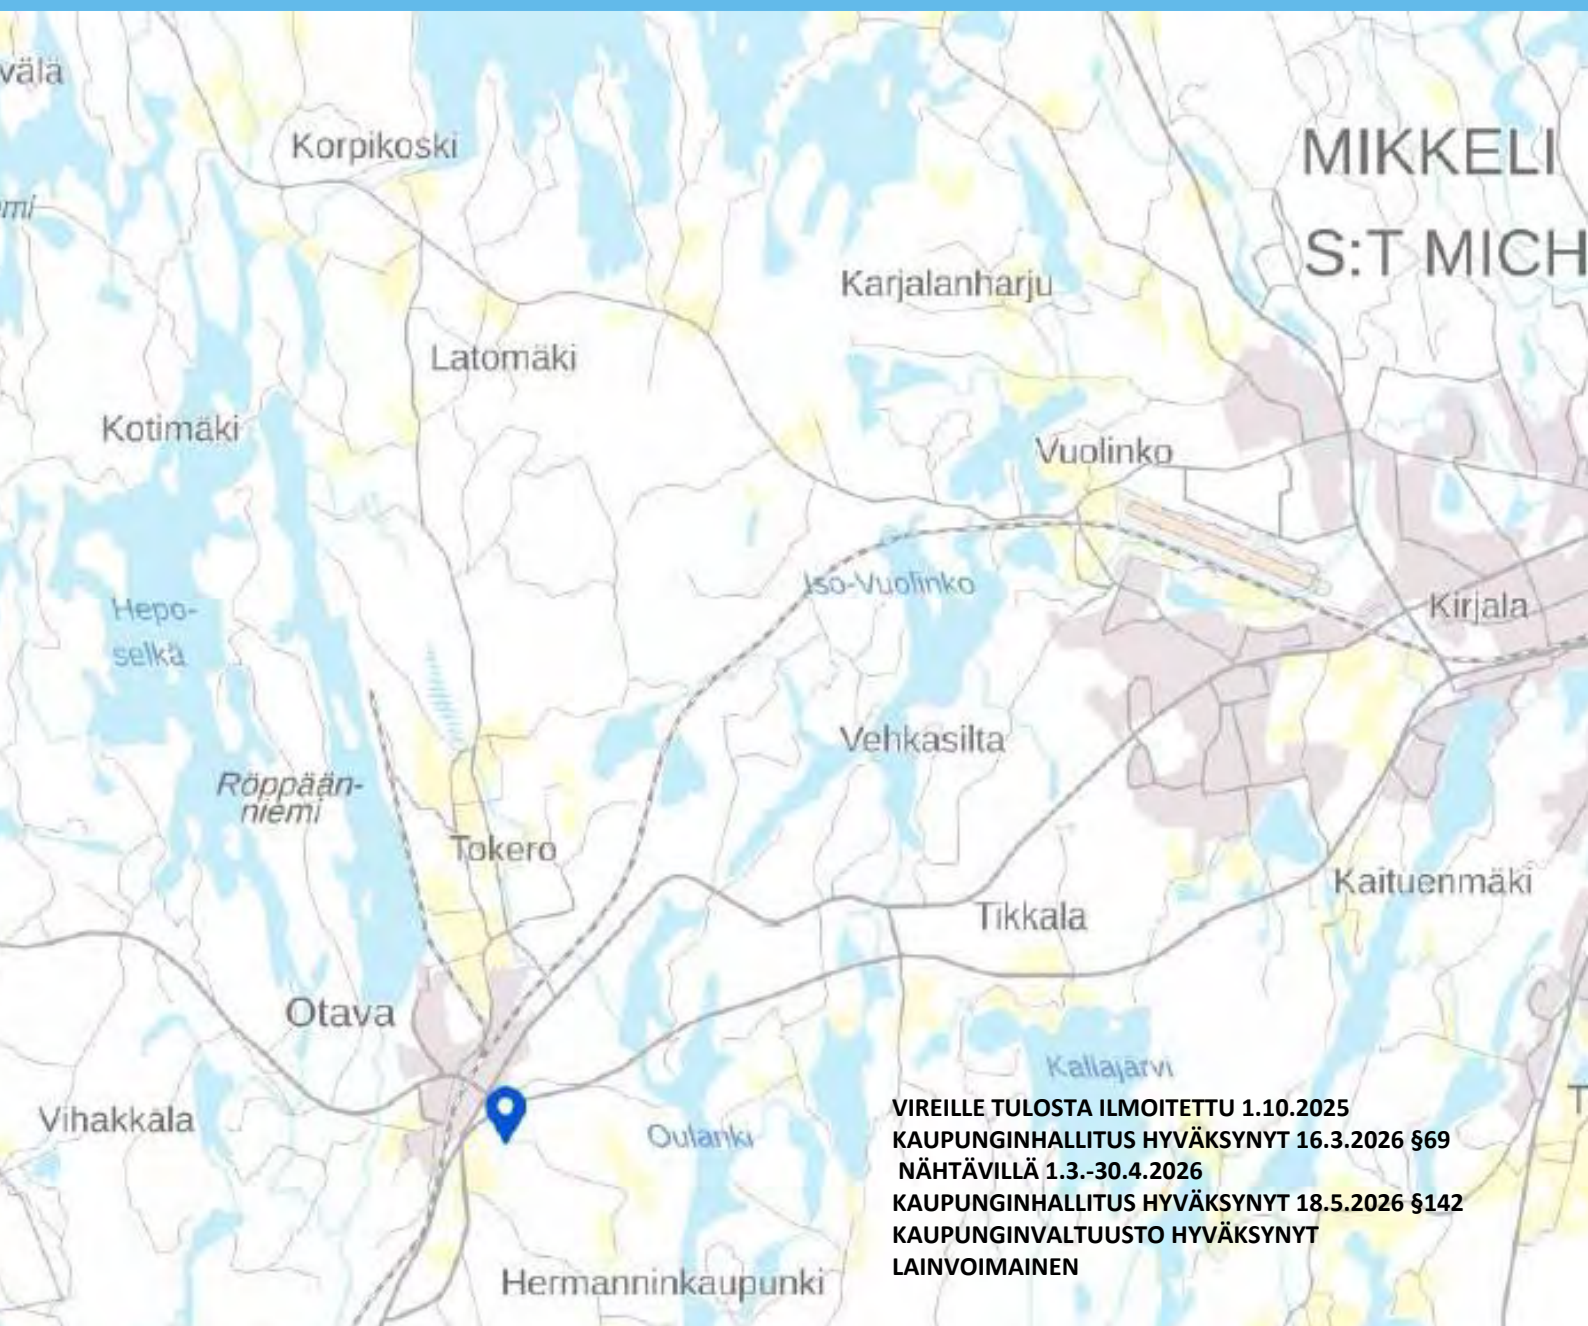 välä
Korpikoski
MIKKELI
mi
S:T MICH
Karjalanharju
Latomäki
Kotimäki
Vuolinko
Iso-Vuolinko
Hepo-
selkä
Kirjala
Vehkasilta
Röppään-
niemi
Tokero
Kaituenmäki
Tikkala
Otava
Kallajärvi
Vihakkala
Oulanki
T
VIREILLE TULOSTA ILMOITETTU 1.10.2025
KAUPUNGINHALLITUS HYVÄKSYNYT 16.3.2026 §69
NÄHTÄVILLÄ 1.3.-30.4.2026
KAUPUNGINHALLITUS HYVÄKSYNYT 18.5.2026 §142
KAUPUNGINVALTUUSTO HYVÄKSYNYT
LAINVOIMAINEN
Hermanninkaupunki